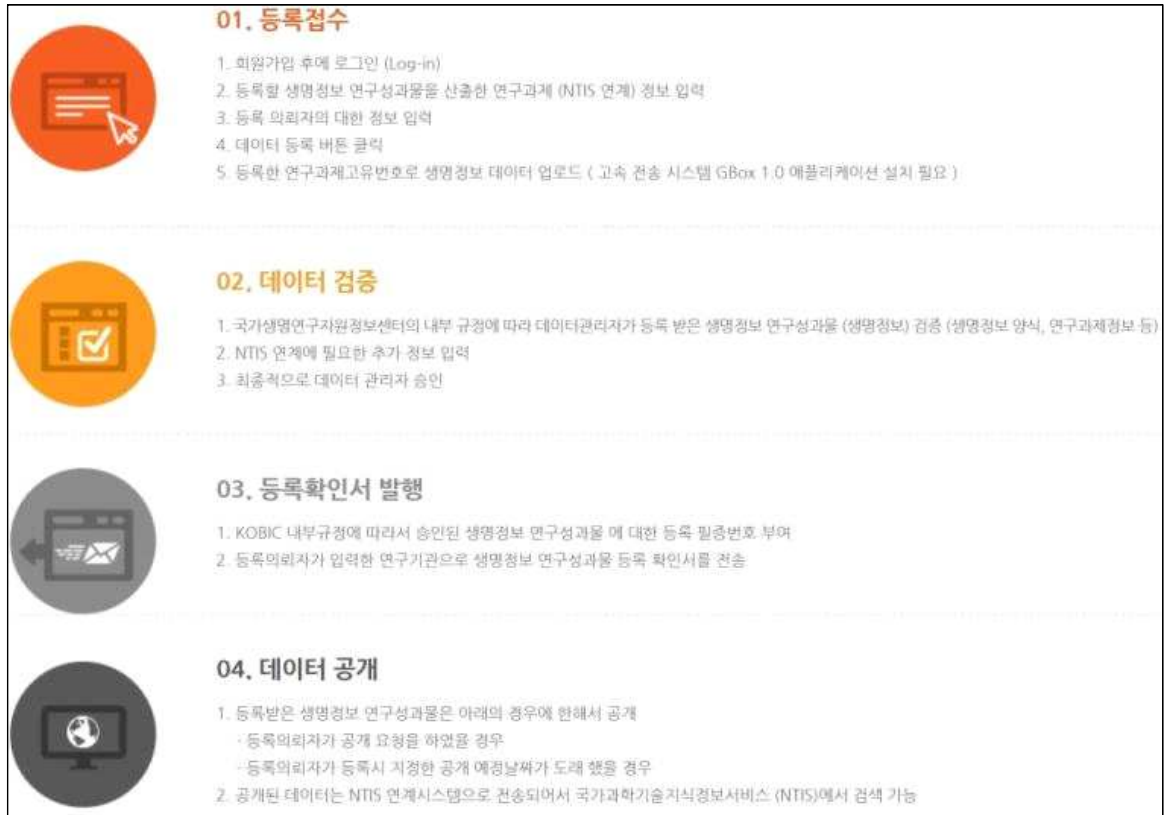 01. 등록접수
1. 회원가입 후에 로그인 (Log-in)
2. 등록할 생명정보 연구성과물을 산출한 연구과제 (NTIS 연계) 정보 입력
3. 등록 의뢰자의 대한 정보 입력
4. 데이터 등록 버튼 클릭
5. 등록한 연구과제고유번호로 생명정보 데이터 업로드 ( 고속 전송 시스템 GBox 1.0 애플리케이션 설치 필요 )
02. 데이터 검증
1. 국가생명연구자원정보센터의 내부 규정에 따라 데이터관리자가 등록 받은 생명정보 연구성과물 (생명정보) 검증 (생명정보 양식, 연구과제정보 등)
2. NTIS 연계에 필요한 추가 정보 입력
3. 최종적으로 데이터 관리자 승인
03. 등록확인서 발행
1. KOBIC 내부규정에 따라서 승인된 생명정보 연구성과물 에 대한 등록 필증번호 부여
2. 등록의뢰자가 입력한 연구기관으로 생명정보 연구성과물 등록 확인서를 전송
04. 데이터 공개
1. 등록받은 생명정보 연구성과물은 아래의 경우에 한해서 공개
- 등록의뢰자가 공개 요청을 하였을 경우
- 등록의뢰자가 등록시 지정한 공개 예정날짜가 도래 했을 경우
2. 공개된 데이터는 NTIS 연계시스템으로 전송되어서 국가과학기술지식정보서비스 (NTIS)에서 검색 가능